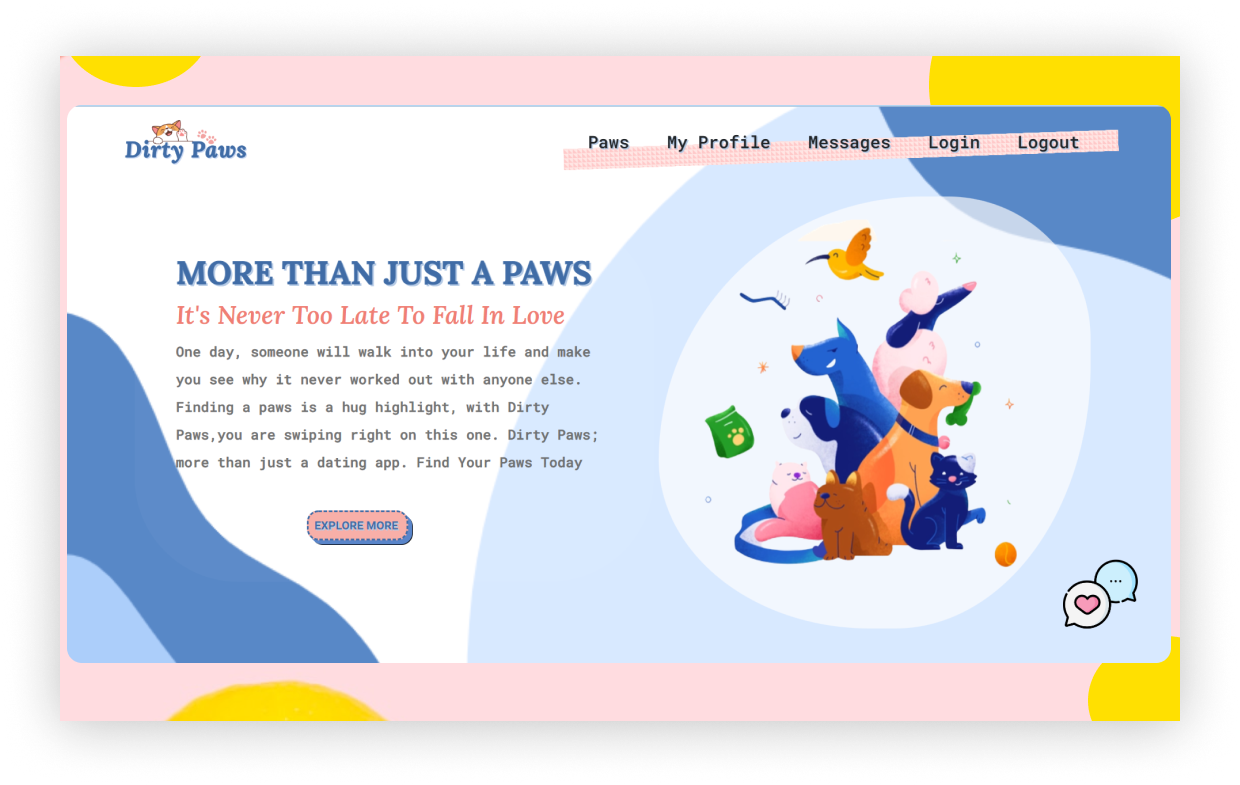 Dirty Paws
Paws My Profile Messages Login Logout
MORE THAN JUST A PAWS
It's Never Too Late To Fall In Love
One day, someone will walk into your life and make
you see why it never worked out with anyone else.
Finding a paws is a hug highlight, with Dirty
Paws,you are swiping right on this one. Dirty Paws;
more than just a dating app. Find Your Paws Today
EXPLORE MORE